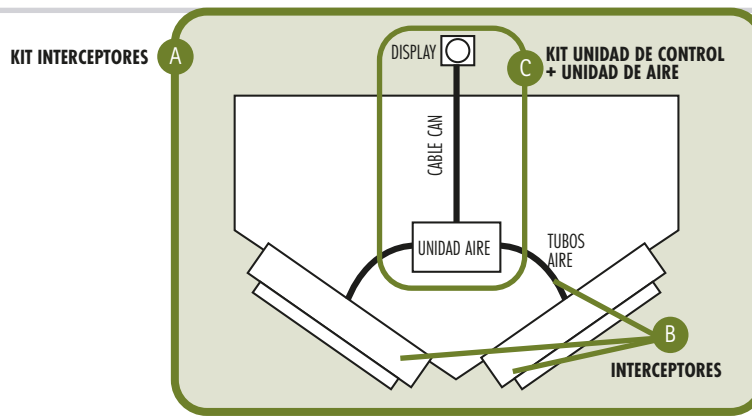 KIT INTERCEPTORES
A
DISPLAY
C
KIT UNIDAD DE CONTROL
+ UNIDAD DE AIRE
CABLE CAN
UNIDAD AIRE
TUBOS
AIRE
B
INTERCEPTORES